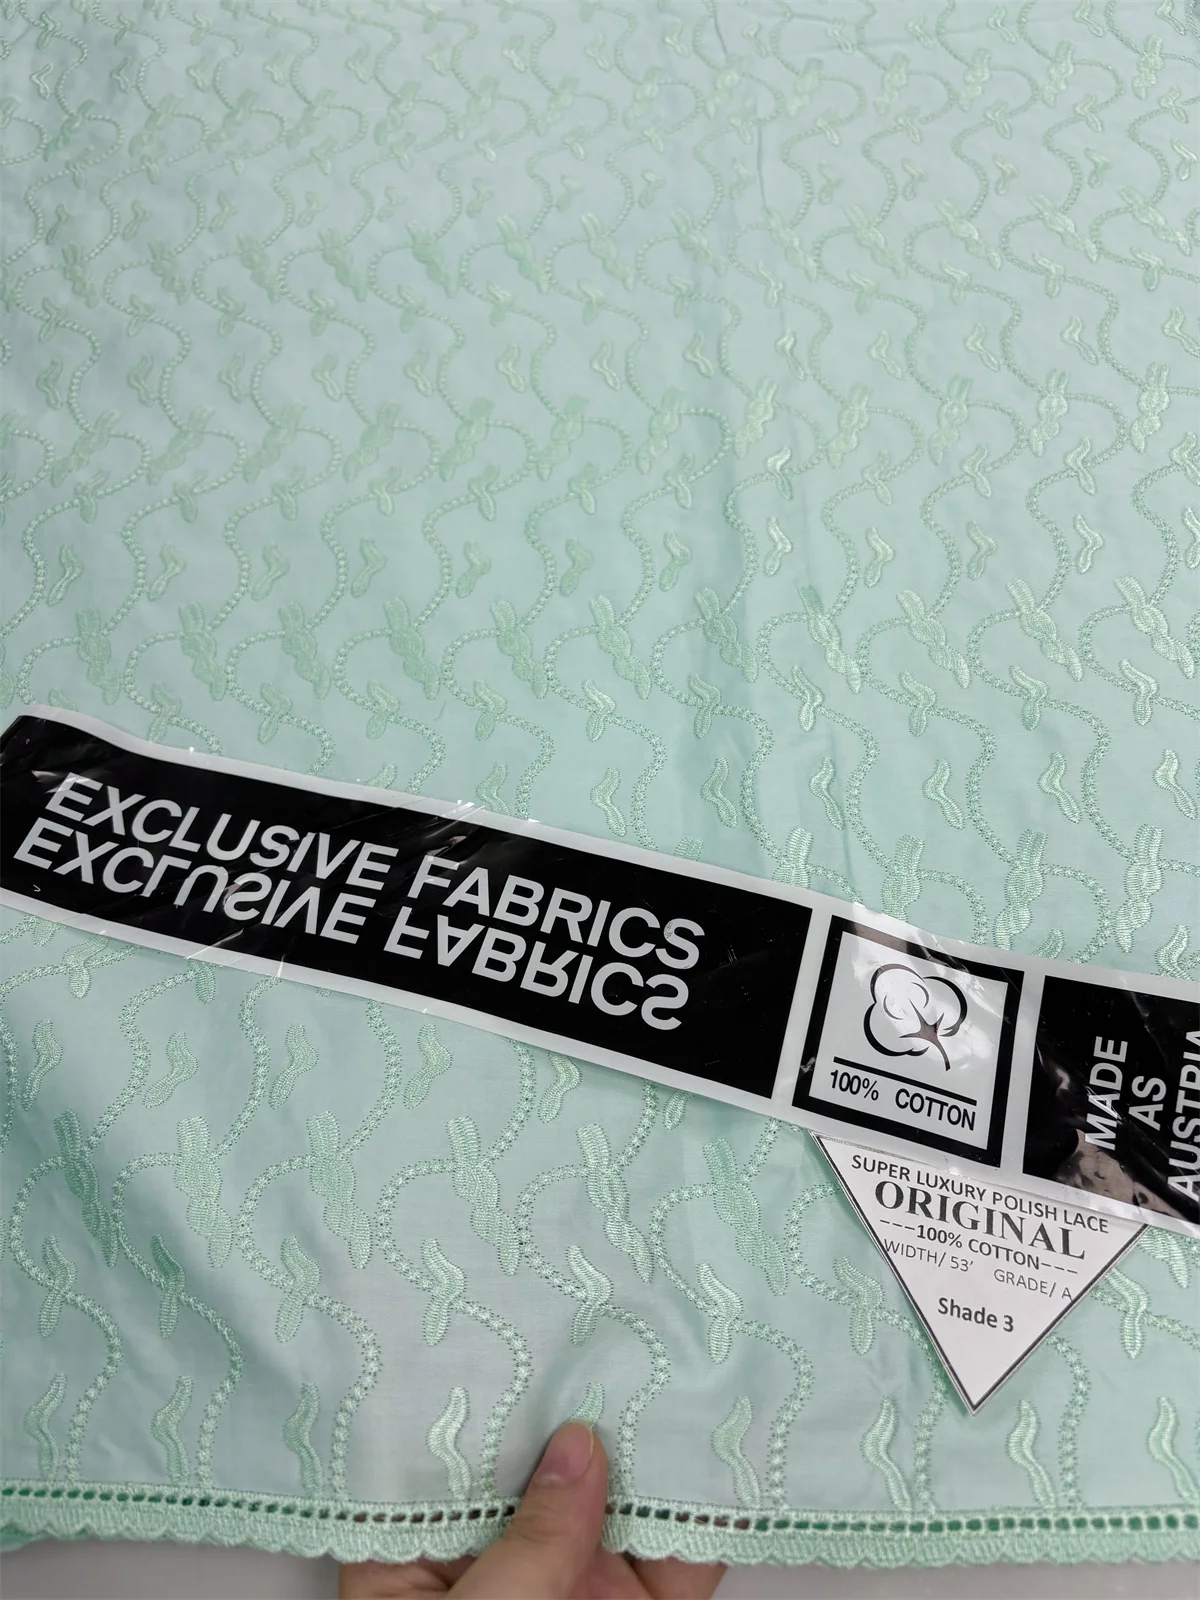 EXCLUSIVE FABRICS
EXCLUSIVE FABRICS
100% COTTON
MADE
AS
AUSTRIA
SUPER LUXURY POLISH LACE
ORIGINAL
---100% COTTON---
WIDTH/ 53' GRADE/ A
Shade 3